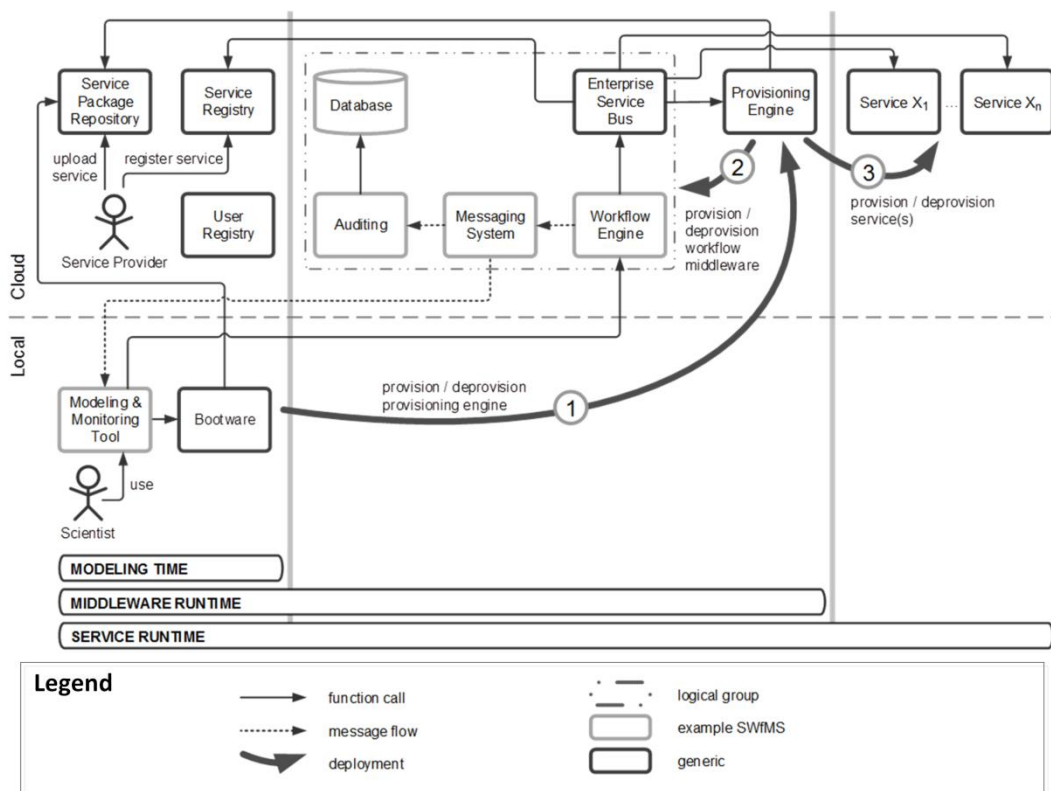 Service
Package
Repository
Service
Registry
Database
Enterprise
Service
Bus
Provisioning
Engine
Service X1
...
Service Xn
upload
service
register service
2
3
User
Registry
Auditing
Messaging
System
Workflow
Engine
provision /
deprovision
workflow
middleware
provision / deprovision
service(s)
Service Provider
Cloud
Local
Modeling &
Monitoring
Tool
Bootware
provision / deprovision
provisioning engine
1
use
Scientist
MODELING TIME
MIDDLEWARE RUNTIME
SERVICE RUNTIME
Legend
function call
message flow
deployment
logical group
example SWfMS
generic